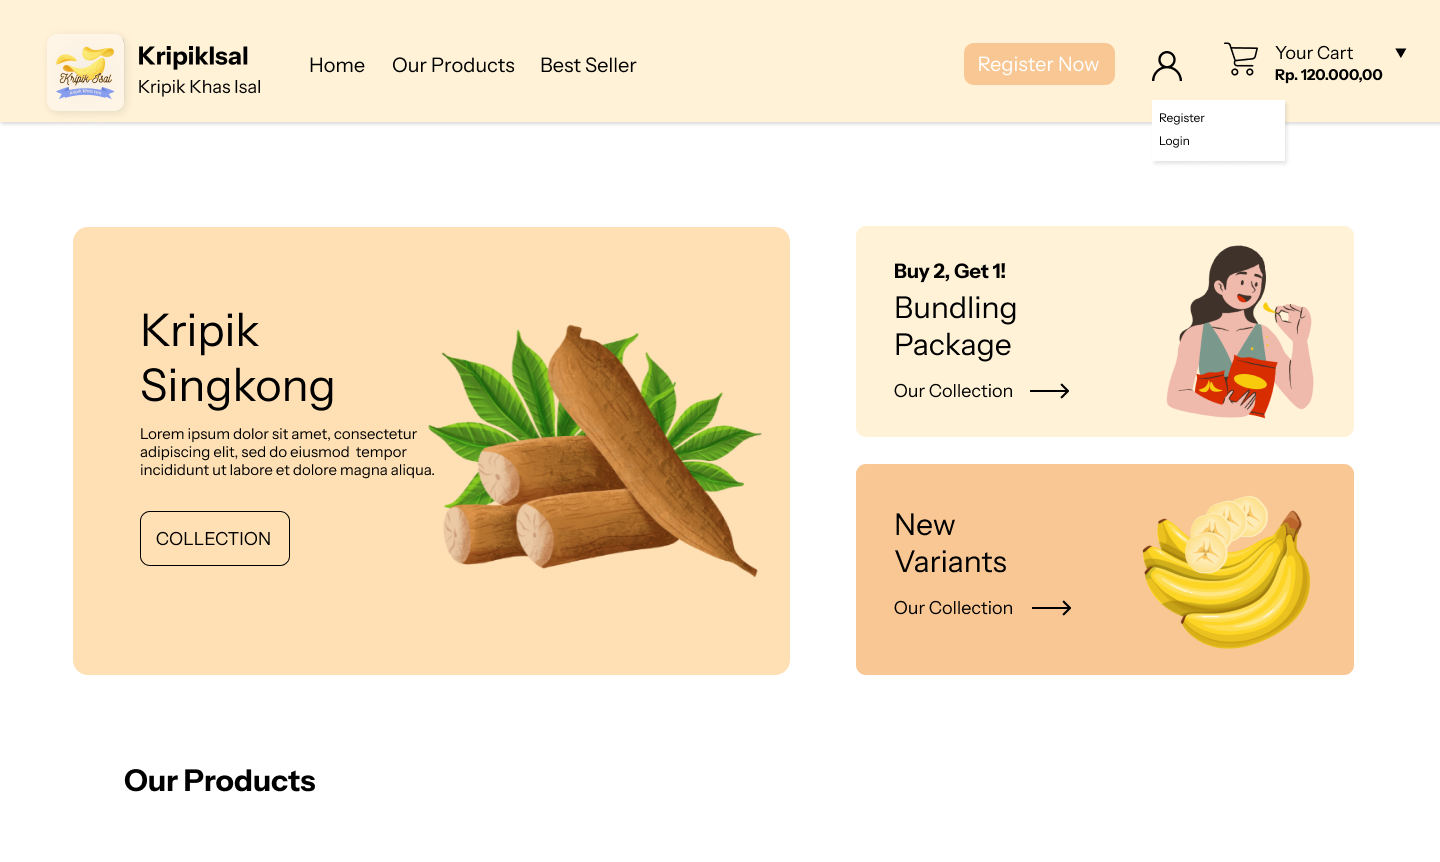 Kripik Isal
KripikIsal
Kripik Khas Isal
Home
Our Products
Best Seller
Register Now
Your Cart
▼
Rp. 120.000,00
Register
Login
Kripik
Singkong
Lorem ipsum dolor sit amet, consectetur
adipiscing elit, sed do eiusmod  tempor
incididunt ut labore et dolore magna aliqua.
COLLECTION
Buy 2, Get 1!
Bundling
Package
Our Collection
New
Variants
Our Collection
Our Products